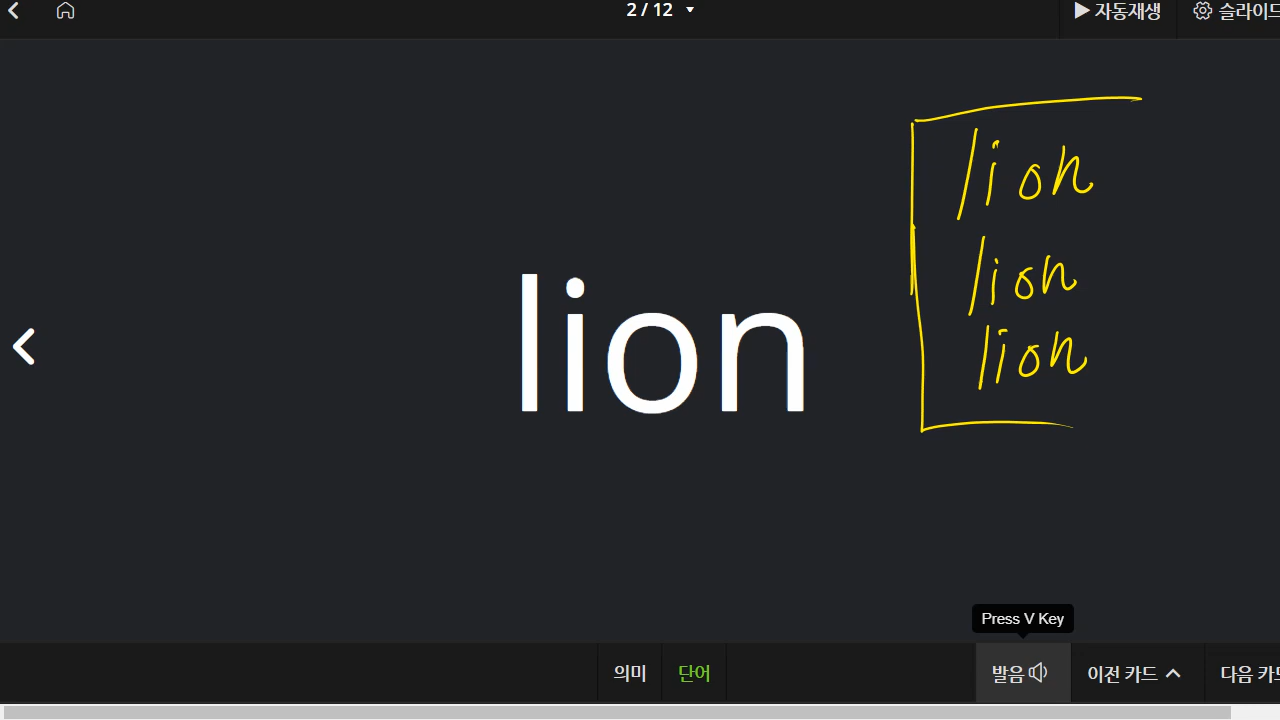 2 / 12
자동재생
슬라이드
lion
lion
lion
lion
Press V Key
의미
단어
발음
이전 카드
다음 카드